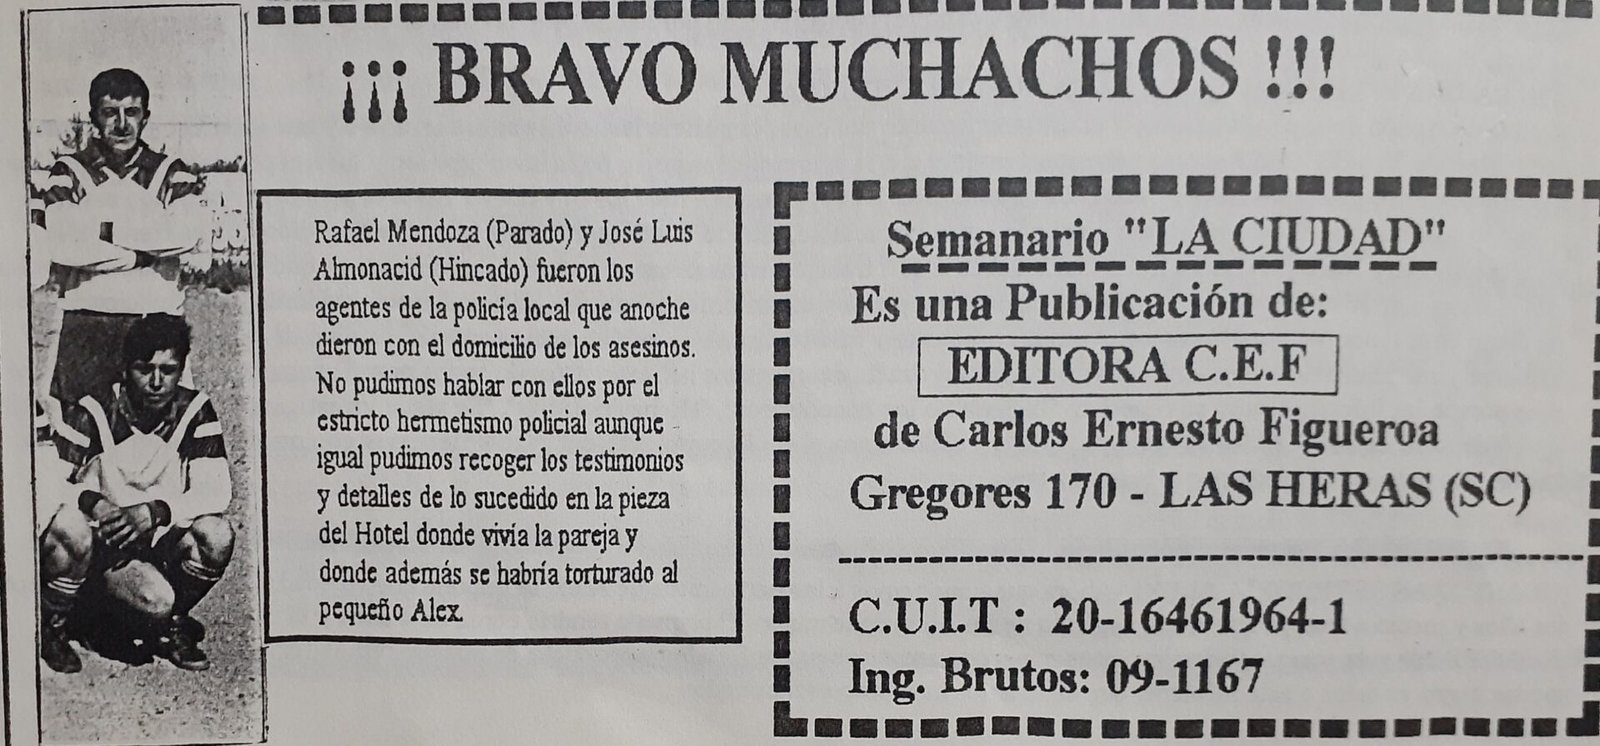 ¡¡¡ BRAVO MUCHACHOS !!!
Rafael Mendoza (Parado) y José Luis
Almonacid (Hincado) fueron los
agentes de la policía local que anoche
dieron con el domicilio de los asesinos.
No pudimos hablar con ellos por el
estricto hermetismo policial aunque
igual pudimos recoger los testimonios
y detalles de lo sucedido en la pieza
del Hotel donde vivía la pareja y
donde además se habría torturado al
pequeño Alex.
Semanario "LA CIUDAD"
Es una Publicación de:
EDITORA C.E.F
de Carlos Ernesto Figueroa
Gregores 170 - LAS HERAS (SC)
C.U.I.T : 20-16461964-1
Ing. Brutos: 09-1167